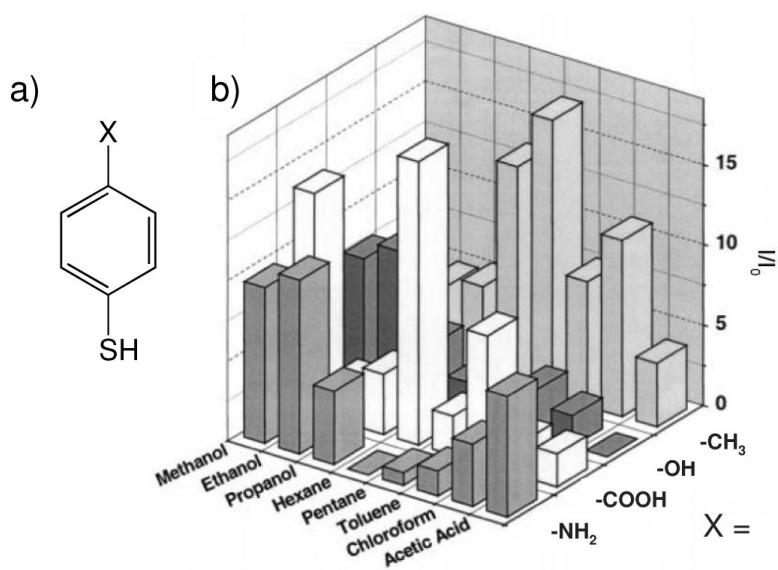 a)
X
SH
b)
15
10
5
0
I/I0
Methanol
Ethanol
Propanol
Hexane
Pentane
Toluene
Chloroform
Acetic Acid
-NH2
-COOH
-OH
-CH3
X =